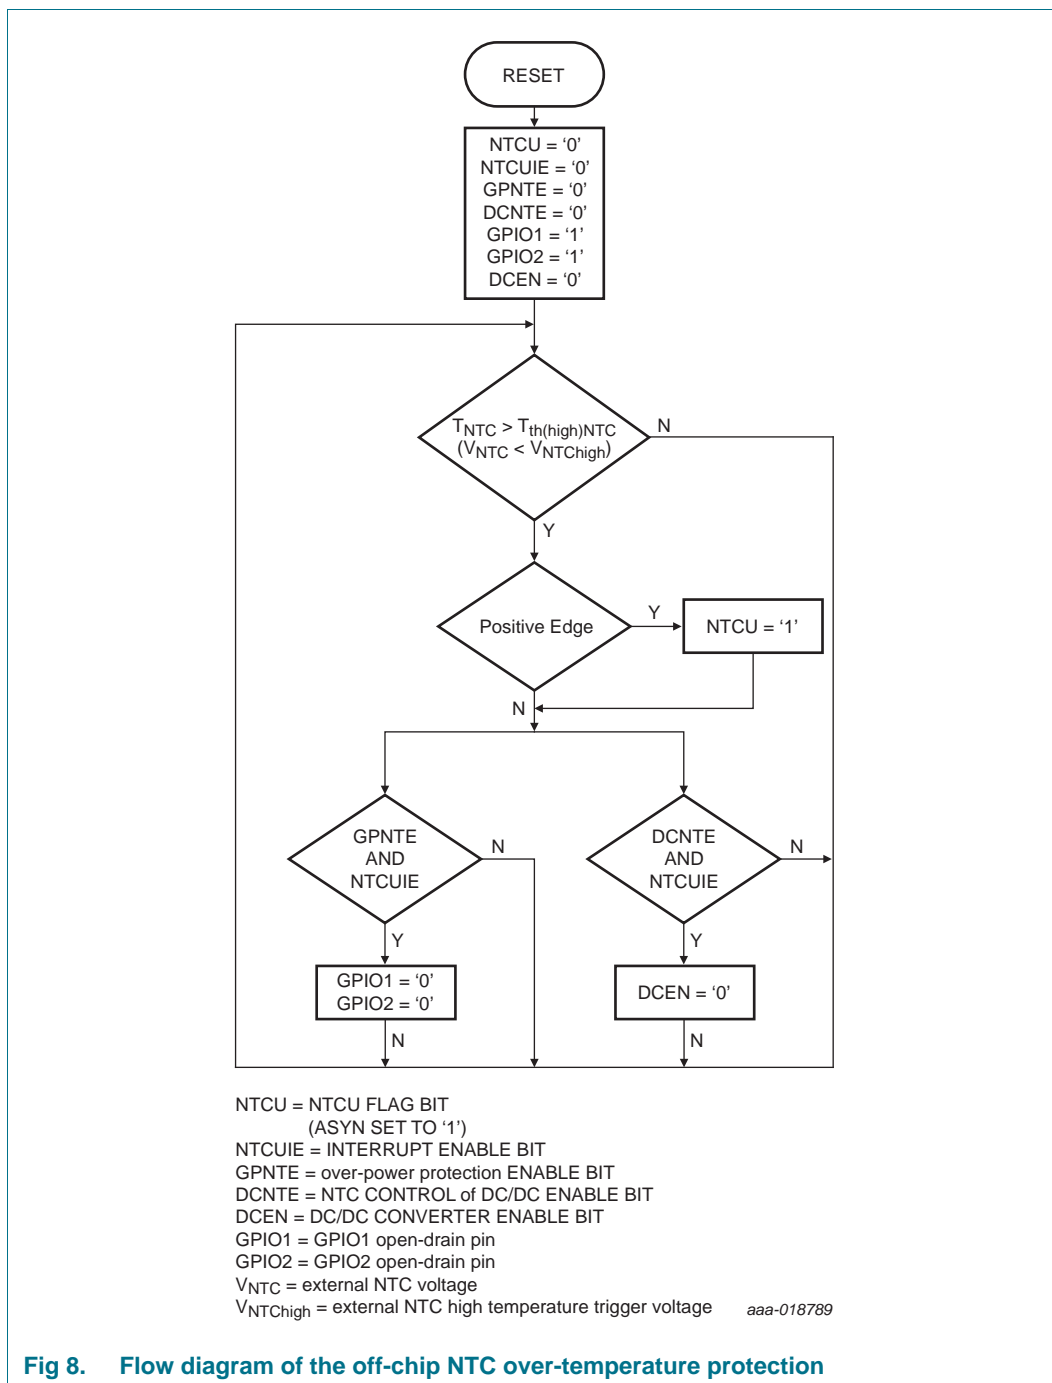 RESET
NTCU = ‘0’
NTCUIE = ‘0’
GPNTE = ‘0’
DCNTE = ‘0’
GPIO1 = ‘1’
GPIO2 = ‘1’
DCEN = ‘0’
TNTC > Tth(high)NTC
(VNTC < VNTChigh)
N
Y
Positive Edge
Y
NTCU = ‘1’
N
GPNTE
AND
NTCUIE
N
DCNTE
AND
NTCUIE
N
Y
Y
GPIO1 = ‘0’
GPIO2 = ‘0’
DCEN = ‘0’
N
N
NTCU = NTCU FLAG BIT
(ASYN SET TO ‘1’)
NTCUIE = INTERRUPT ENABLE BIT
GPNTE = over-power protection ENABLE BIT
DCNTE = NTC CONTROL of DC/DC ENABLE BIT
DCEN = DC/DC CONVERTER ENABLE BIT
GPIO1 = GPIO1 open-drain pin
GPIO2 = GPIO2 open-drain pin
VNTC = external NTC voltage
VNTChigh = external NTC high temperature trigger voltage aaa-018789
Fig 8. Flow diagram of the off-chip NTC over-temperature protection